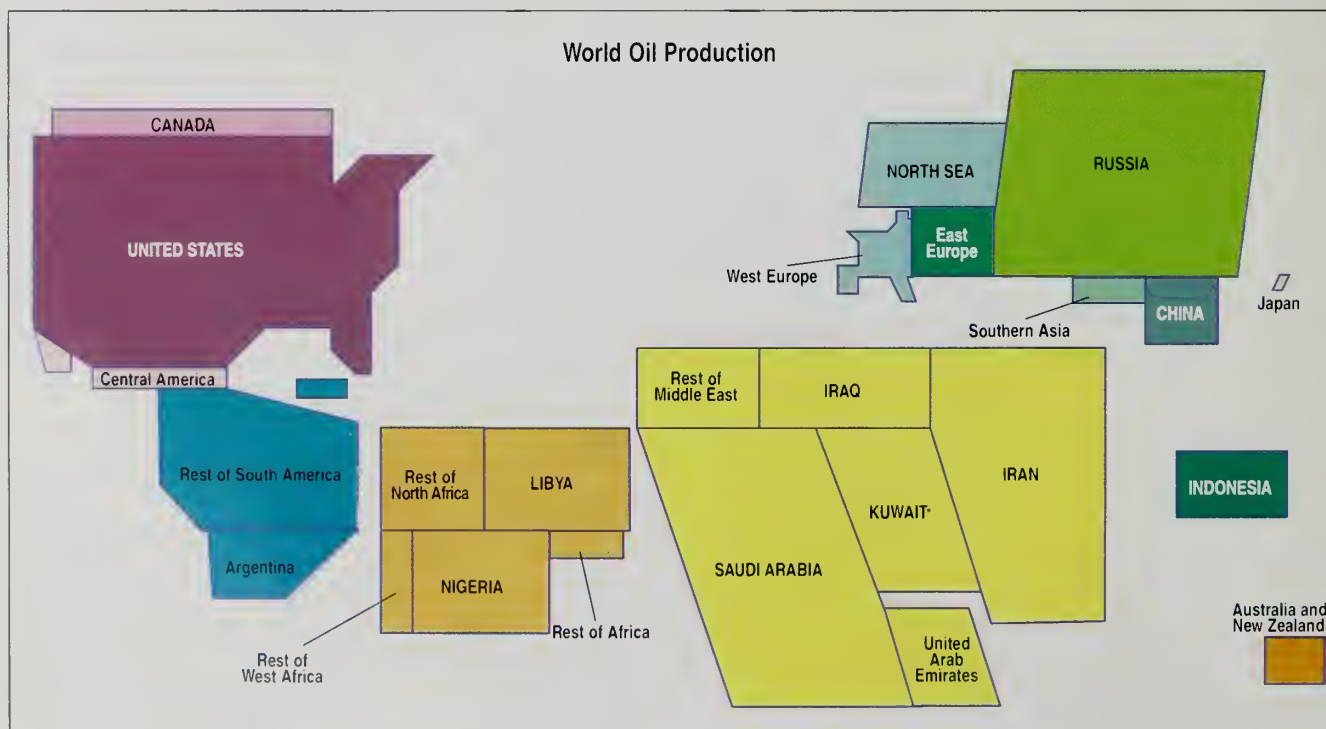 World Oil Production
CANADA
UNITED STATES
Central America
Rest of South America
Argentina
NORTH SEA
RUSSIA
West Europe
East
Europe
Southern Asia
CHINA
Japan
Rest of
North Africa
LIBYA
NIGERIA
Rest of
West Africa
Rest of Africa
Rest of
Middle East
IRAQ
IRAN
KUWAIT*
SAUDI ARABIA
United
Arab
Emirates
INDONESIA
Australia and
New Zealand